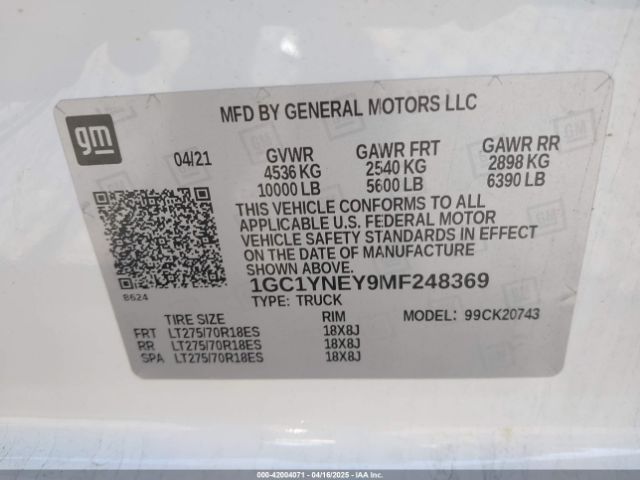 MFD BY GENERAL MOTORS LLC
gm
04/21
GVWR
4536 KG
10000 LB
GAWR FRT
2540 KG
5600 LB
GAWR RR
2898 KG
6390 LB
8624
THIS VEHICLE CONFORMS TO ALL
APPLICABLE U.S. FEDERAL MOTOR
VEHICLE SAFETY STANDARDS IN EFFECT
ON THE DATE OF MANUFACTURE
SHOWN ABOVE.
1GC1YNEY9MF248369
TYPE: TRUCK
MODEL: 99CK20743
TIRE SIZE RIM
FRT LT275/70R18ES 18X8J
RR LT275/70R18ES 18X8J
SPA LT275/70R18ES 18X8J
000-42004071 - 04/16/2025 - IAAI.COM